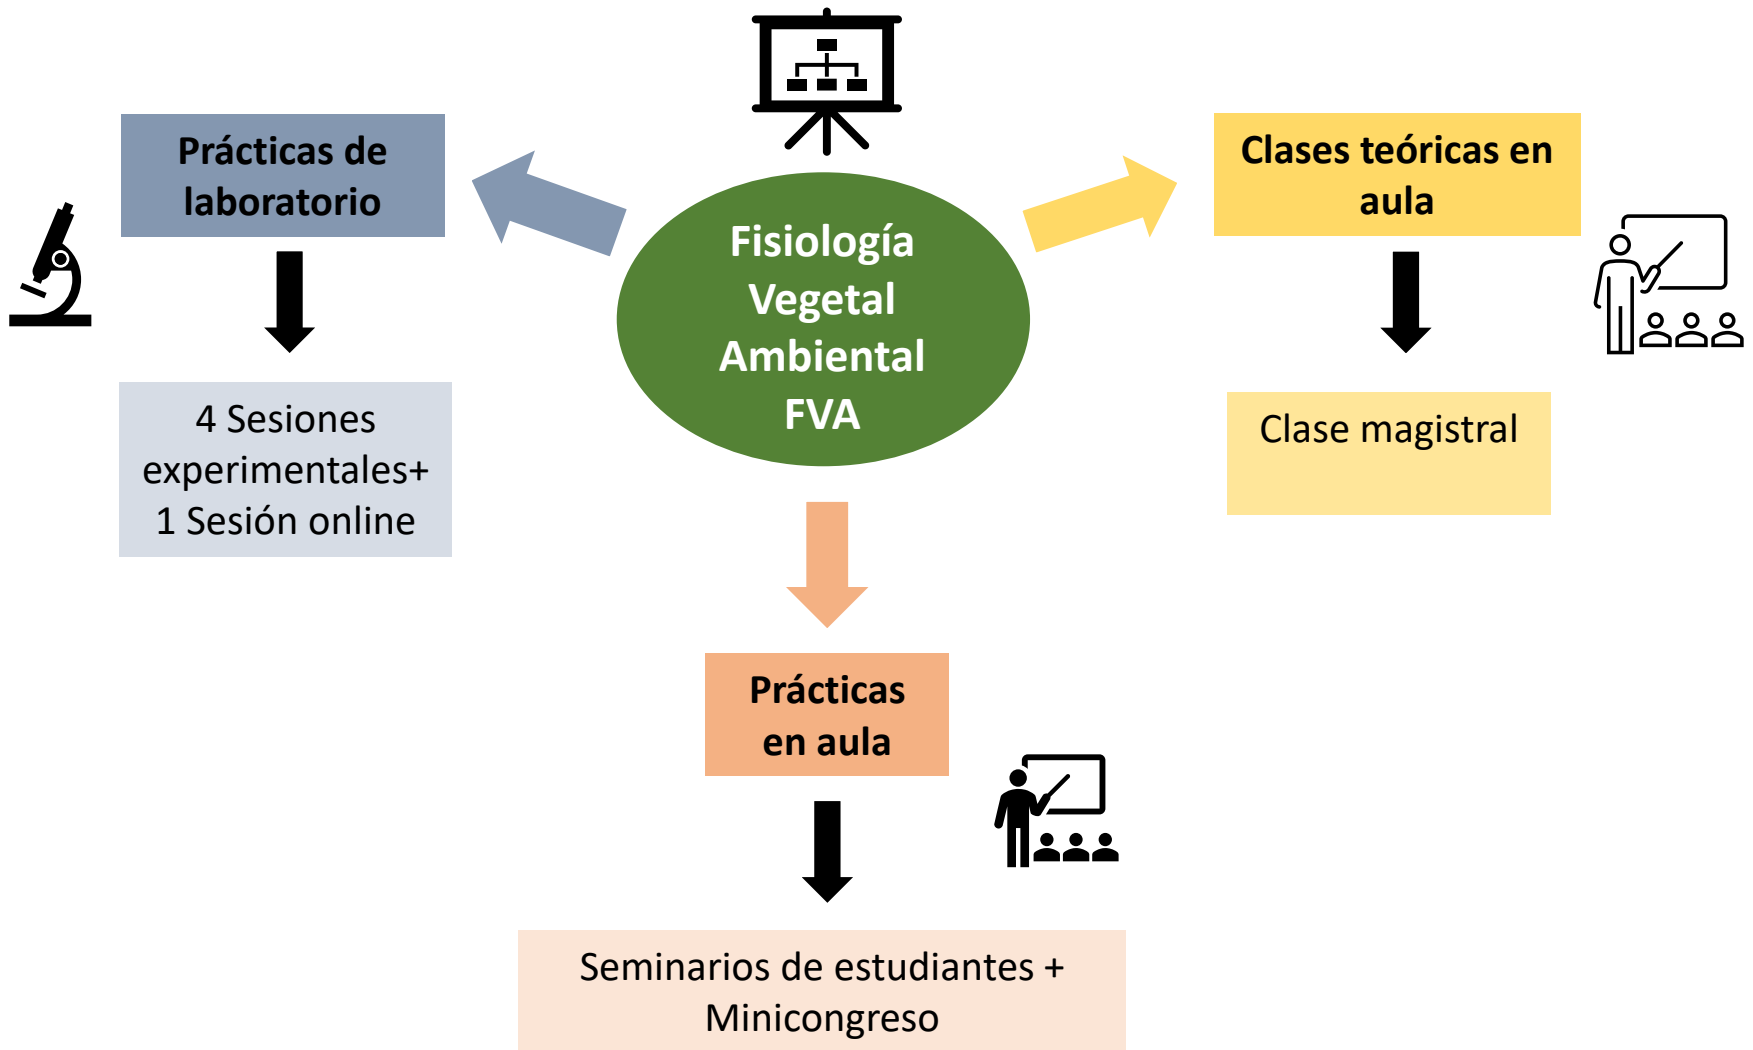 Prácticas de
laboratorio
4 Sesiones
experimentales+
1 Sesión online
Fisiología
Vegetal
Ambiental
FVA
Clases teóricas en
aula
Clase magistral
Prácticas
en aula
Seminarios de estudiantes +
Minicongreso